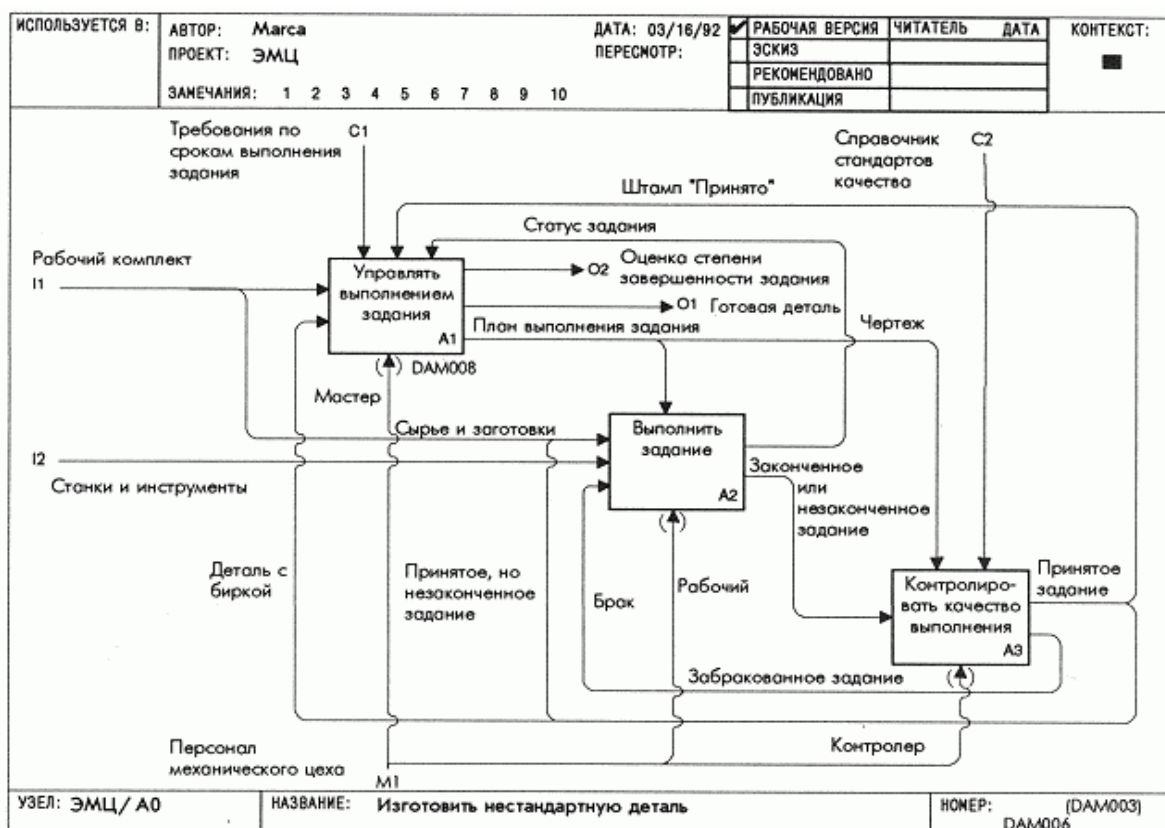 ИСПОЛЬЗУЕТСЯ В:
АВТОР: Marca
ДАТА: 03/16/92
РАБОЧАЯ ВЕРСИЯ
ЧИТАТЕЛЬ ДАТА
КОНТЕКСТ:
ПРОЕКТ: ЭМЦ
ПЕРЕСМОТР:
ЭСКИЗ
РЕКОМЕНДОВАНО
ЗАМЕЧАНИЯ: 1 2 3 4 5 6 7 8 9 10
ПУБЛИКАЦИЯ
Требования по
срокам выполнения
задания
C1
Справочник
стандартов
качества
C2
Штамп "Принято"
Статус задания
Рабочий комплект
I1
Управлять
выполнением
задания
A1
O2 Оценка степени
завершенности задания
O1 Готовая деталь
План выполнения задания
Чертеж
DAM008
Мастер
Сырье и заготовки
Выполнить
задание
A2
I2
Станки и инструменты
Законченное
или
незаконченное
задание
Деталь с
биркой
Принятое, но
незаконченное
задание
Брак
Рабочий
Контролиро-
вать качество
выполнения
A3
Принятое
задание
Забракованное задание
Персонал
механического цеха
M1
Контролер
УЗЕЛ: ЭМЦ/A0
НАЗВАНИЕ: Изготовить нестандартную деталь
НОМЕР: (DAM003)
DAM006